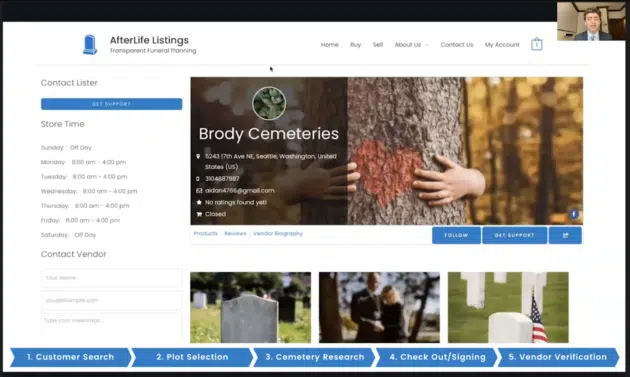 AfterLife Listings
Transparent Funeral Planning
Home Buy Sell About Us Contact Us My Account 1
Contact Lister
GET SUPPORT
Store Time
Sunday: Off Day
Monday: 8:00 am - 4:00 pm
Tuesday: 8:00 am - 4:00 pm
Wednesday: 8:00 am - 4:00 pm
Thursday: 8:00 am - 4:00 pm
Friday: 8:00 am - 4:00 pm
Saturday: Off Day
Contact Vendor
Your Name
you@example.com
Type your messsage...
Brody Cemeteries
5243 17th Ave NE, Seattle, Washington, United
States (US)
3104887987
aidan4766@gmail.com
No ratings found yet!
Closed
Products Reviews Vendor Biography
FOLLOW
GET SUPPORT
1. Customer Search
2. Plot Selection
3. Cemetery Research
4. Check Out/Signing
5. Vendor Verification